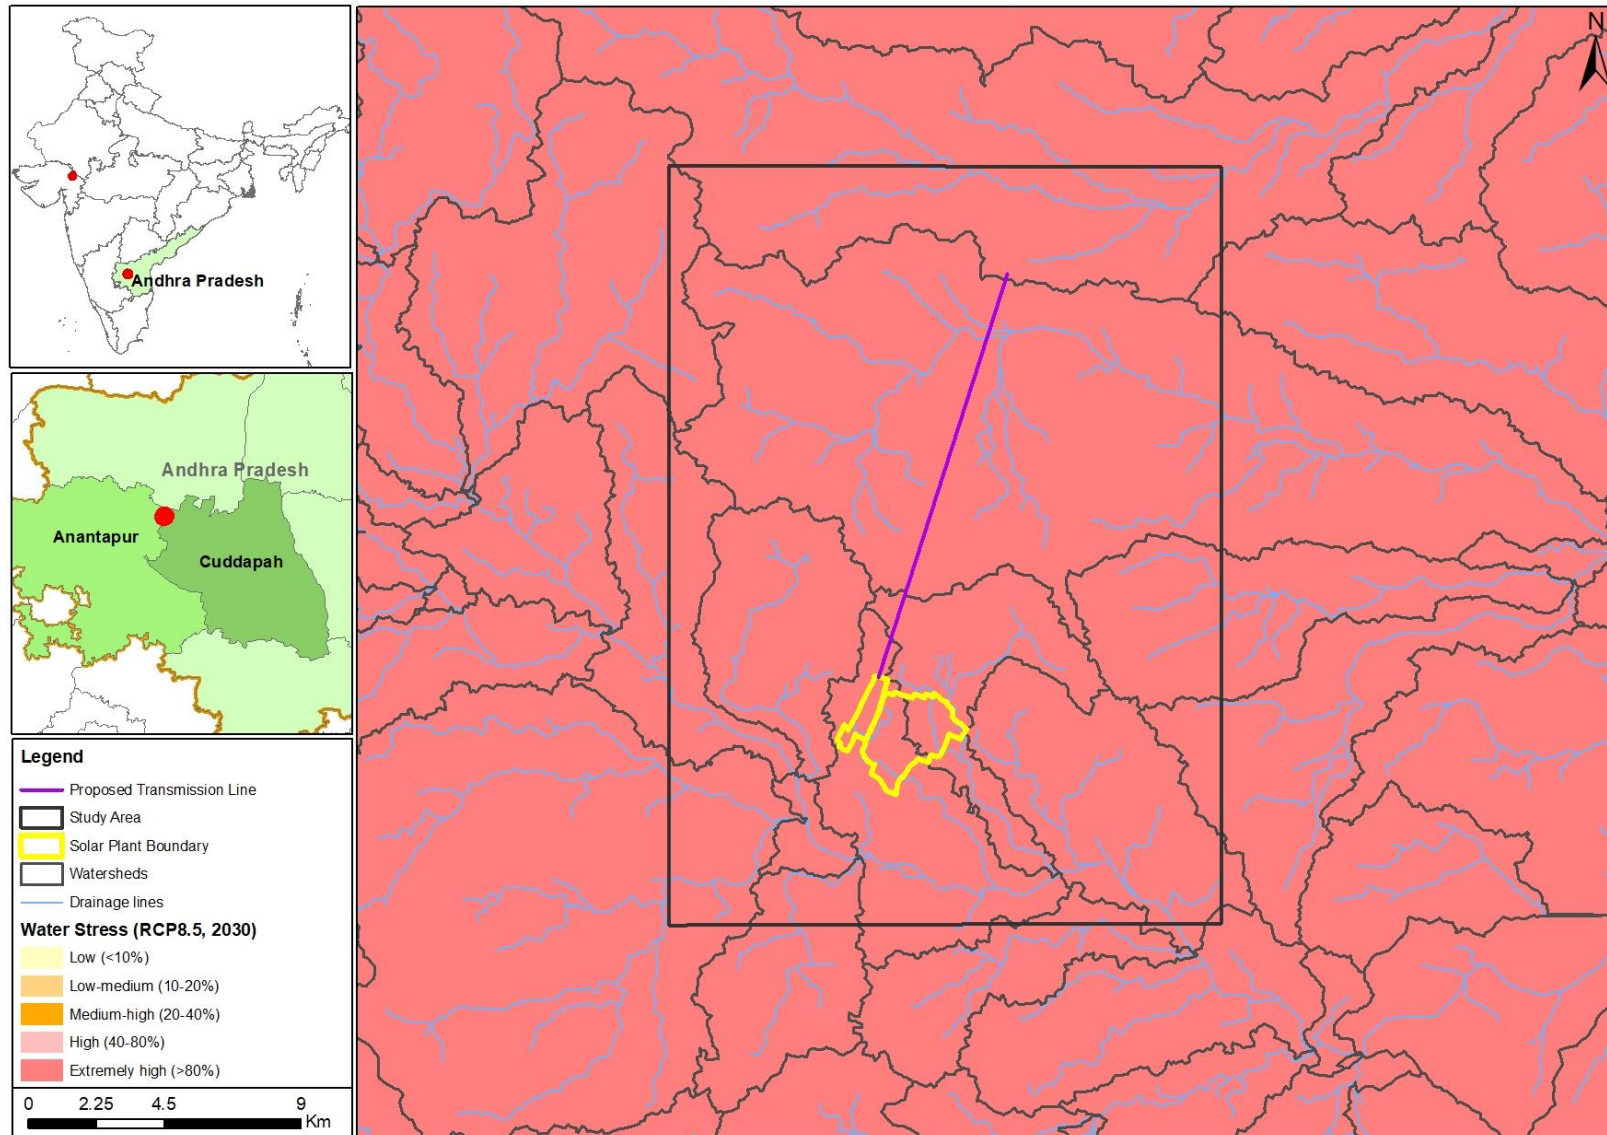 Andhra Pradesh
Andhra Pradesh
Anantapur
Cuddapah
Legend
Proposed Transmission Line
Study Area
Solar Plant Boundary
Watersheds
Drainage lines
Water Stress (RCP8.5, 2030)
Low (<10%)
Low-medium (10-20%)
Medium-high (20-40%)
High (40-80%)
Extremely high (>80%)
0 2.25 4.5 9
Km
N